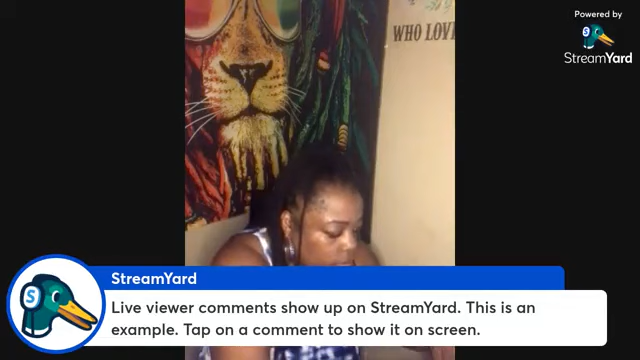 Powered by
StreamYard
WHO LOV
StreamYard
Live viewer comments show up on StreamYard. This is an
example. Tap on a comment to show it on screen.